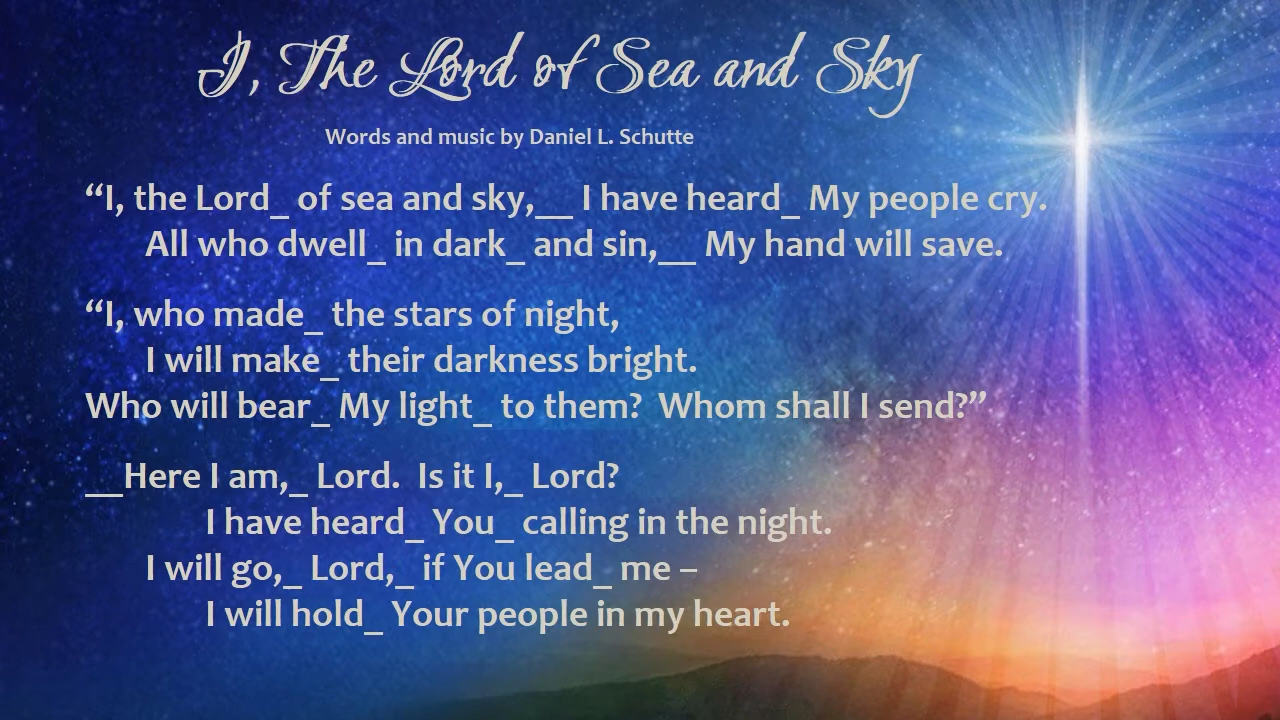 I, The Lord of Sea and Sky
Words and music by Daniel L. Schutte
“I, the Lord_ of sea and sky,__ I have heard_ My people cry.
All who dwell_ in dark_ and sin,__ My hand will save.
“I, who made_ the stars of night,
I will make_ their darkness bright.
Who will bear_ My light_ to them?  Whom shall I send?”
__Here I am,_ Lord.  Is it I,_ Lord?
I have heard_ You_ calling in the night.
I will go,_ Lord,_ if You lead_ me –
I will hold_ Your people in my heart.